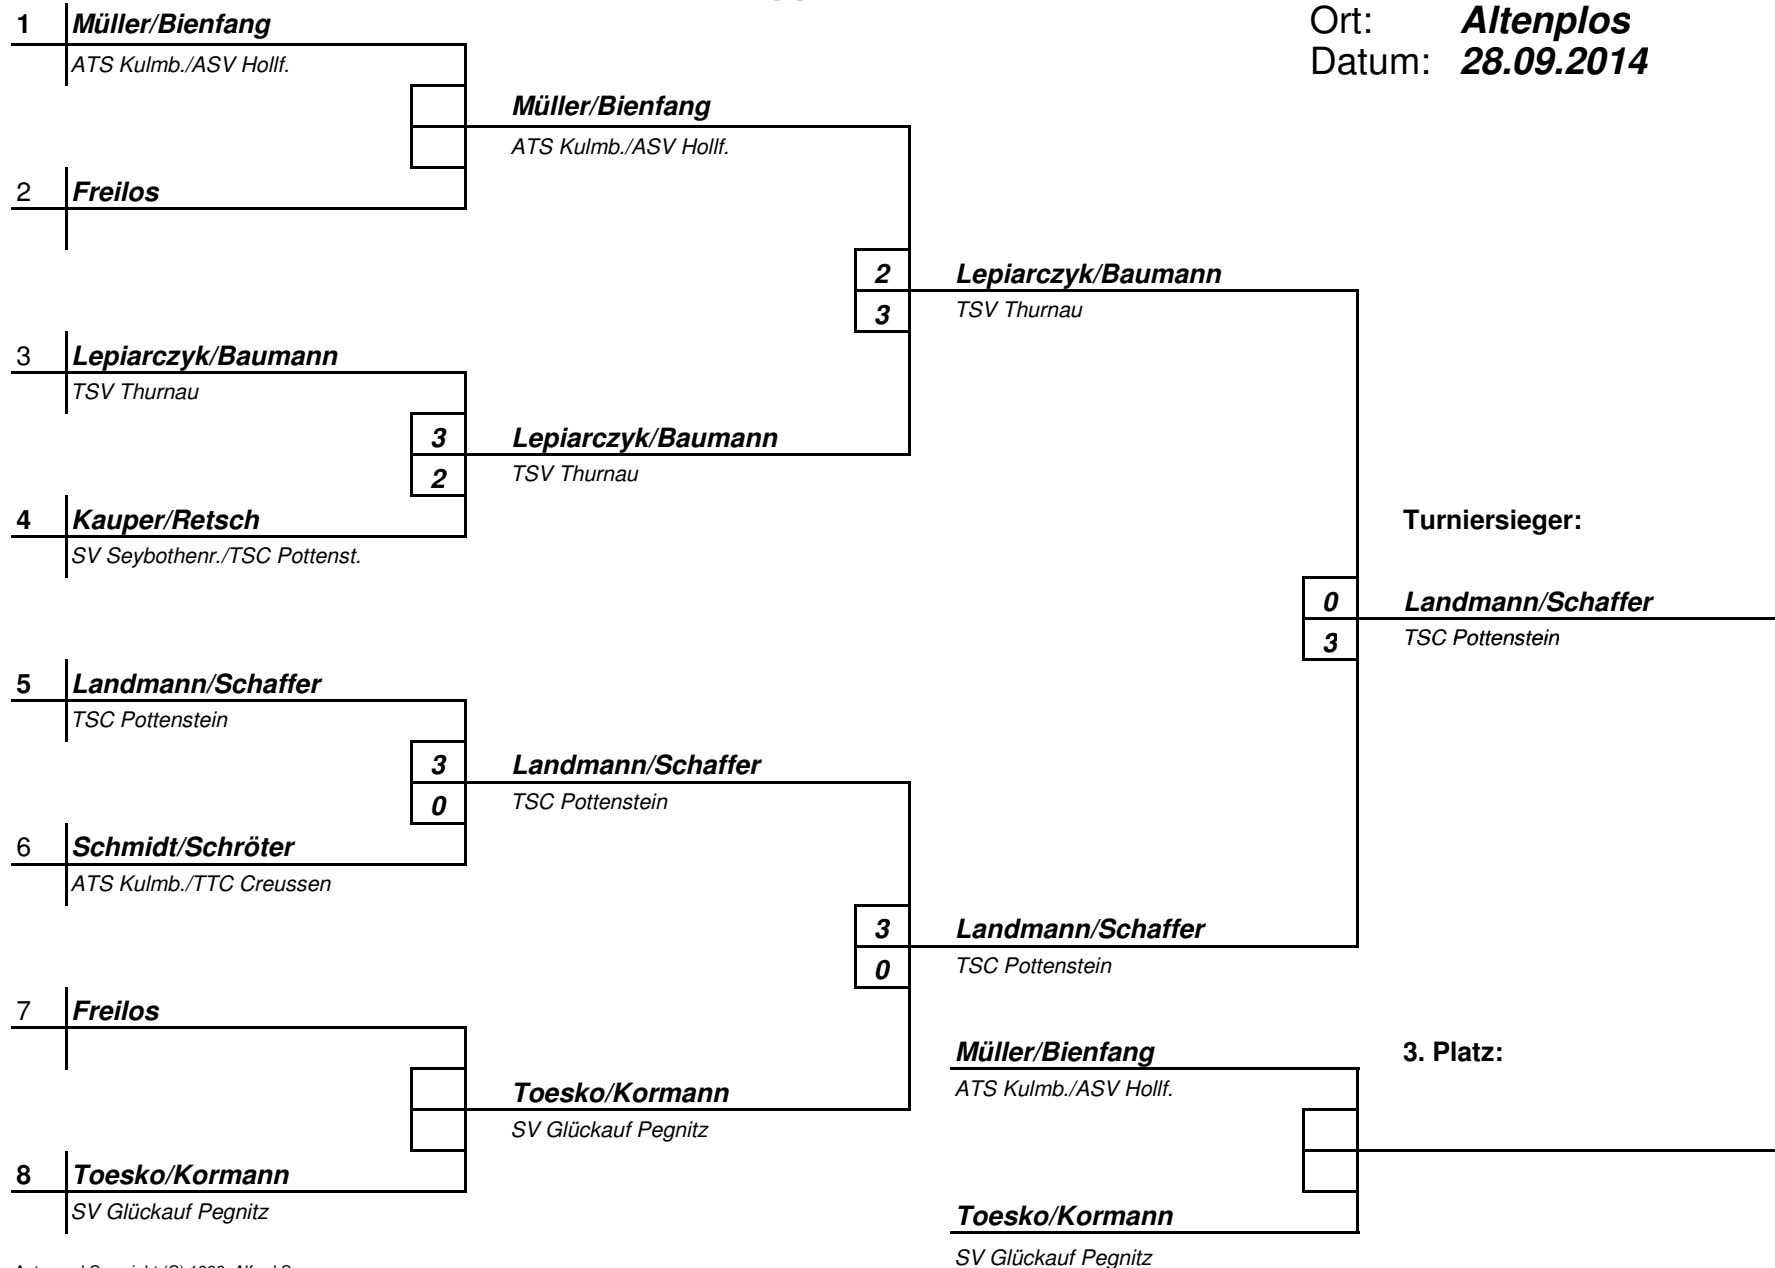 Ort: Altenplos
Datum: 28.09.2014
1 Müller/Bienfang
ATS Kulmb./ASV Hollf.
Müller/Bienfang
ATS Kulmb./ASV Hollf.
2 Freilos
2 Lepiarczyk/Baumann
3 TSV Thurnau
3 Lepiarczyk/Baumann
TSV Thurnau
3 Lepiarczyk/Baumann
2 TSV Thurnau
4 Kauper/Retsch
SV Seybothenr./TSC Pottenst.
Turniersieger:
0 Landmann/Schaffer
3 TSC Pottenstein
5 Landmann/Schaffer
TSC Pottenstein
3 Landmann/Schaffer
0 TSC Pottenstein
6 Schmidt/Schröter
ATS Kulmb./TTC Creussen
3 Landmann/Schaffer
0 TSC Pottenstein
7 Freilos
Müller/Bienfang
ATS Kulmb./ASV Hollf.
3. Platz:
Toesko/Kormann
SV Glückauf Pegnitz
8 Toesko/Kormann
SV Glückauf Pegnitz
Toesko/Kormann
SV Glückauf Pegnitz